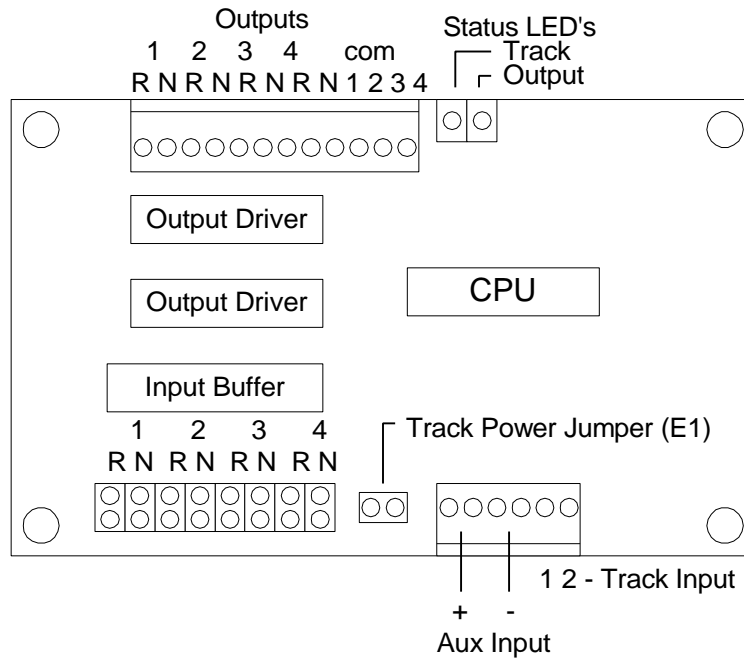 Outputs
Status LED's
1 2 3 4 com
Track
R N R N R N R N 1 2 3 4
Output
Output Driver
Output Driver
CPU
Input Buffer
1 2 3 4
Track Power Jumper (E1)
R N R N R N R N
1 2 - Track Input
+ -
Aux Input